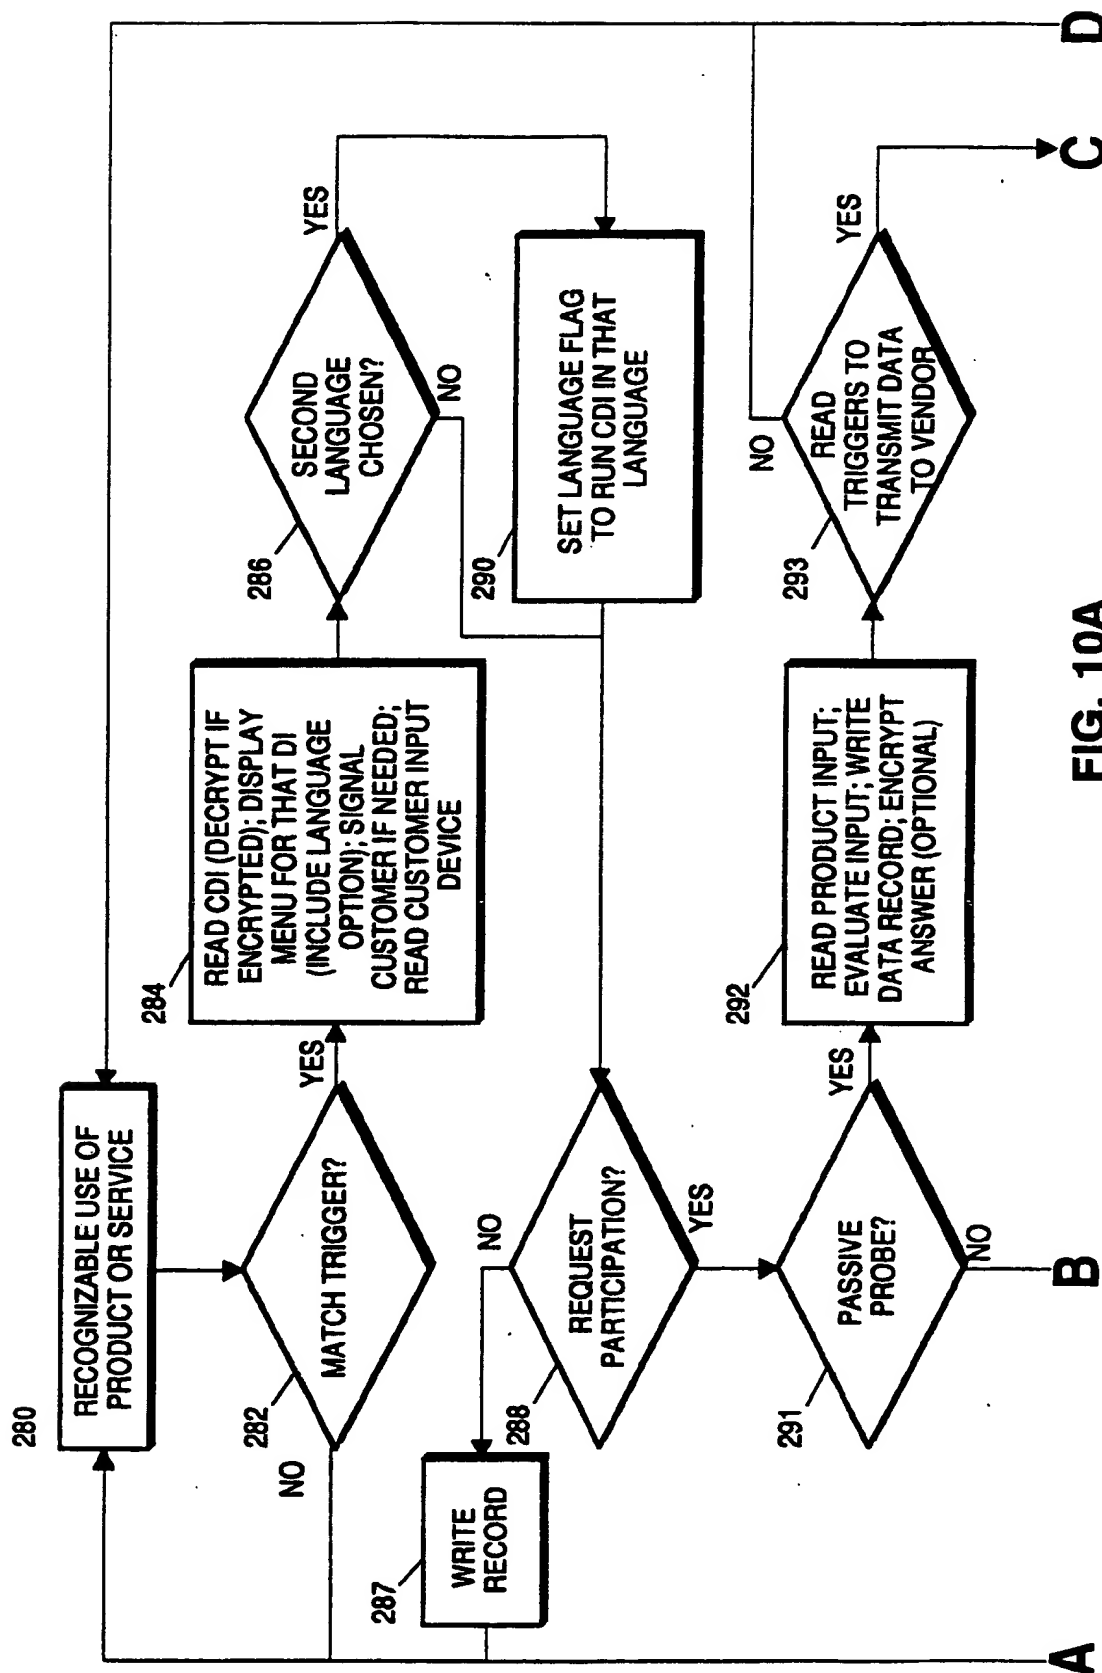 280
RECOGNIZABLE USE OF
PRODUCT OR SERVICE
282
MATCH TRIGGER?
NO
YES
284
READ CDI (DECRYPT IF
ENCRYPTED); DISPLAY
MENU FOR THAT DI
(INCLUDE LANGUAGE
OPTION); SIGNAL
CUSTOMER IF NEEDED;
READ CUSTOMER INPUT
DEVICE
286
SECOND
LANGUAGE
CHOSEN?
YES
NO
290
SET LANGUAGE FLAG
TO RUN CDI IN THAT
LANGUAGE
287
WRITE
RECORD
288
REQUEST
PARTICIPATION?
NO
YES
291
PASSIVE
PROBE?
YES
NO
292
READ PRODUCT INPUT;
EVALUATE INPUT; WRITE
DATA RECORD; ENCRYPT
ANSWER (OPTIONAL)
293
READ
TRIGGERS TO
TRANSMIT DATA
TO VENDOR
NO
YES
A
B
C
D
FIG. 10A